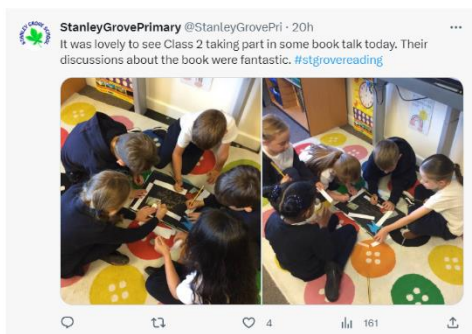 StanleyGrovePrimary @StanleyGrovePri · 20h
It was lovely to see Class 2 taking part in some book talk today. Their
discussions about the book were fantastic. #stgrovereading
4
161